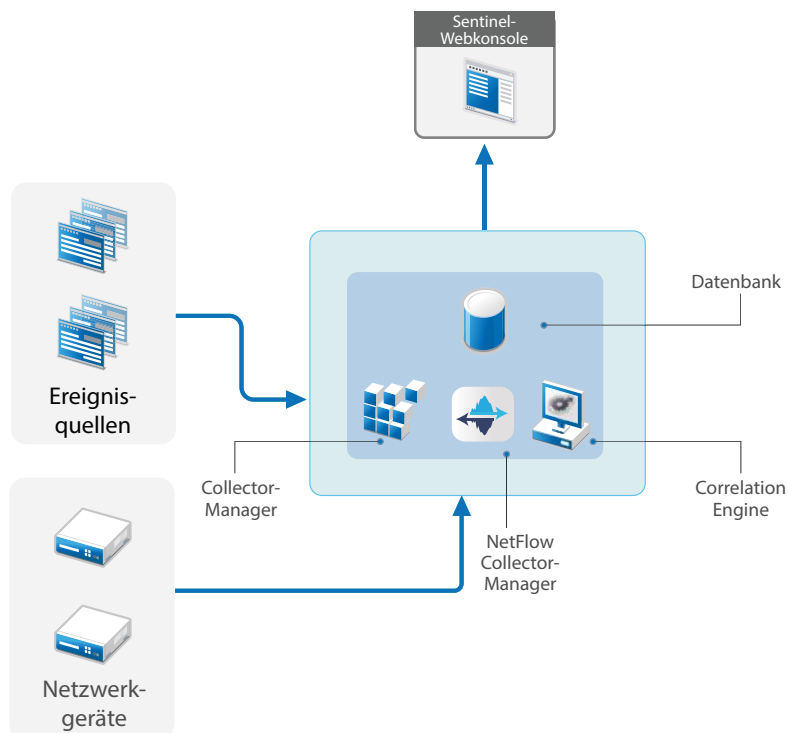 Sentinel-
Webkonsole
Datenbank
Ereignis-
quellen
Collector-
Manager
Correlation
Engine
NetFlow
Collector-
Manager
Netzwerk-
geräte